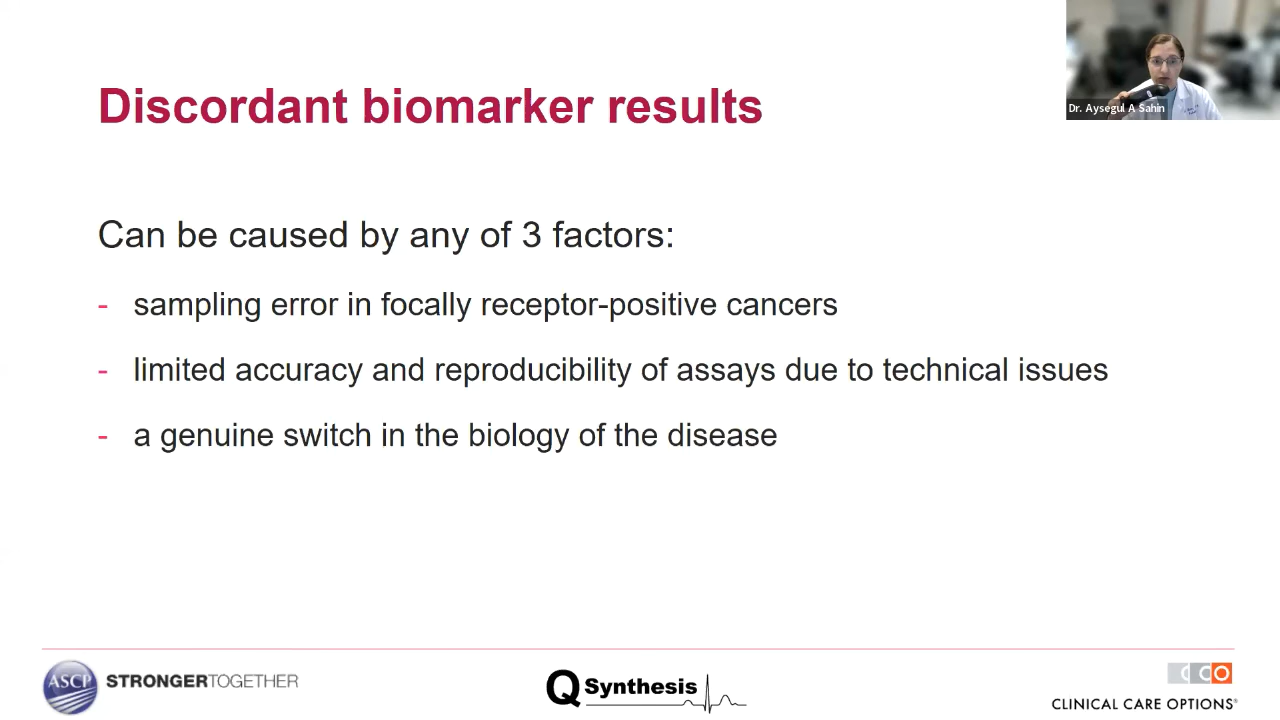 Discordant biomarker results
Dr. Aysegul A Sahin
Can be caused by any of 3 factors:
- sampling error in focally receptor-positive cancers
- limited accuracy and reproducibility of assays due to technical issues
- a genuine switch in the biology of the disease
ASCP STRONGERTOGETHER
Q Synthesis
CCO
CLINICAL CARE OPTIONS®